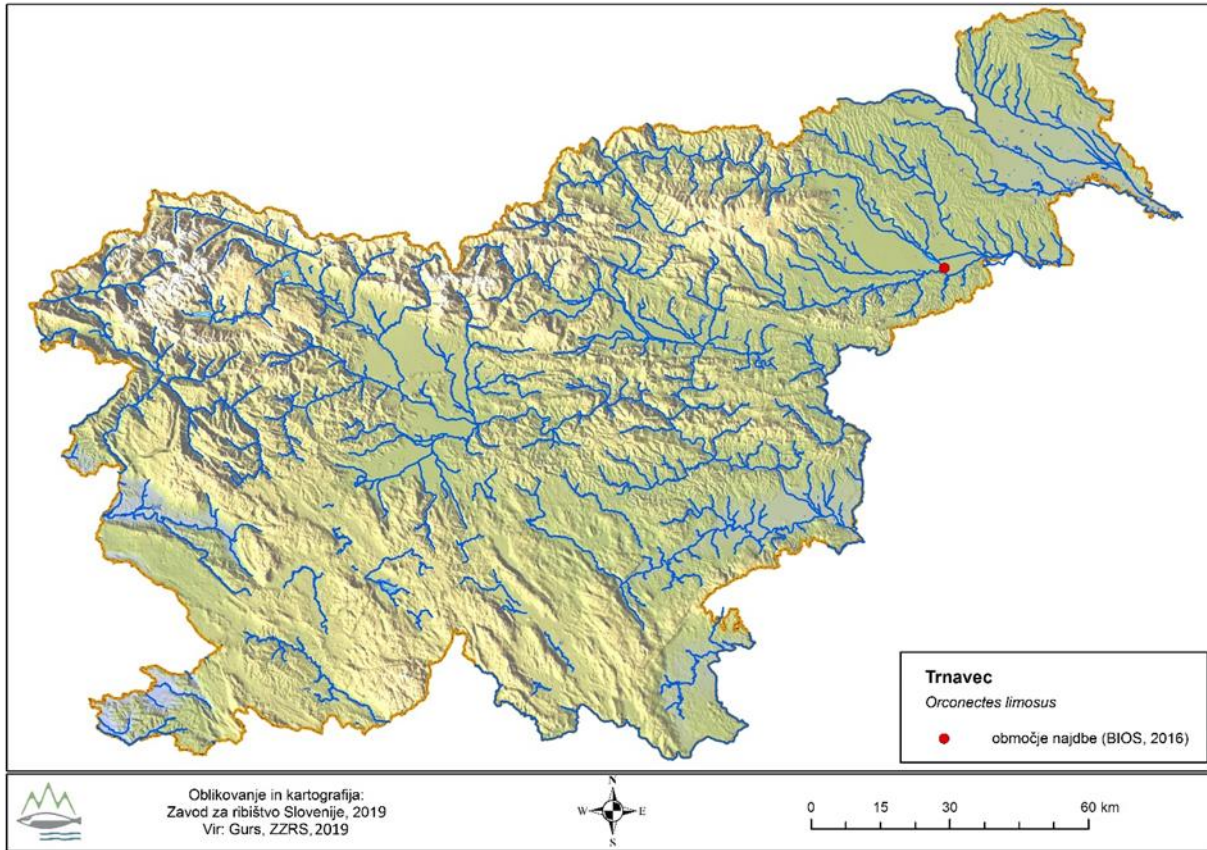 Trnavec
Orconectes limosus
območje najdbe (BIOS, 2016)
Oblikovanje in kartografija:
Zavod za ribištvo Slovenije, 2019
Vir: Gurs, ZZRS, 2019
N
W E
S
0 15 30 60 km